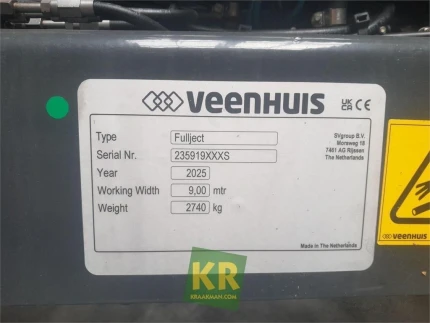 VEENHUIS
UK CA CE
Type Fullject
Serial Nr. 235919XXXS
Year 2025
Working Width 9,00 mtr
Weight 2740 kg
SVgroup B.V.
Morsweg 18
7461 AG Rijssen
The Netherlands
Made in The Netherlands
VEENHUIS
KR
KRAAKMAN.COM